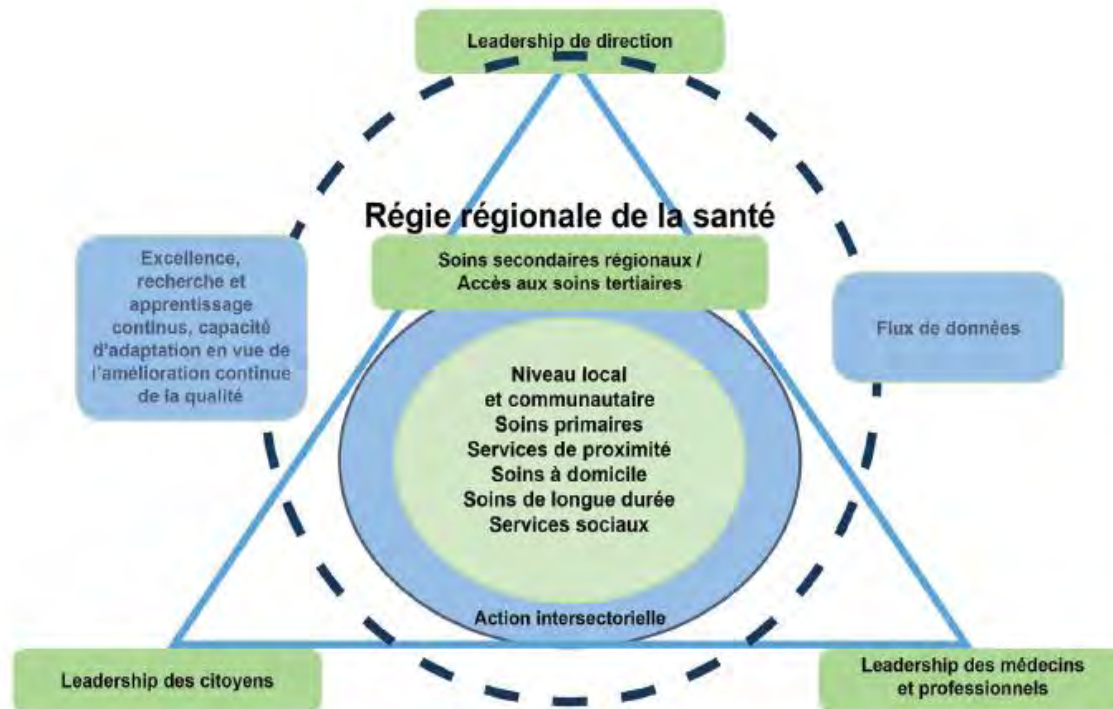 Leadership de direction
Régie régionale de la santé
Soins secondaires régionaux /
Accès aux soins tertiaires
Excellence,
recherche et
apprentissage
continus, capacité
d'adaptation en vue de
l'amélioration continue
de la qualité
Flux de données
Niveau local
et communautaire
Soins primaires
Services de proximité
Soins à domicile
Soins de longue durée
Services sociaux
Action intersectorielle
Leadership des citoyens
Leadership des médecins
et professionnels